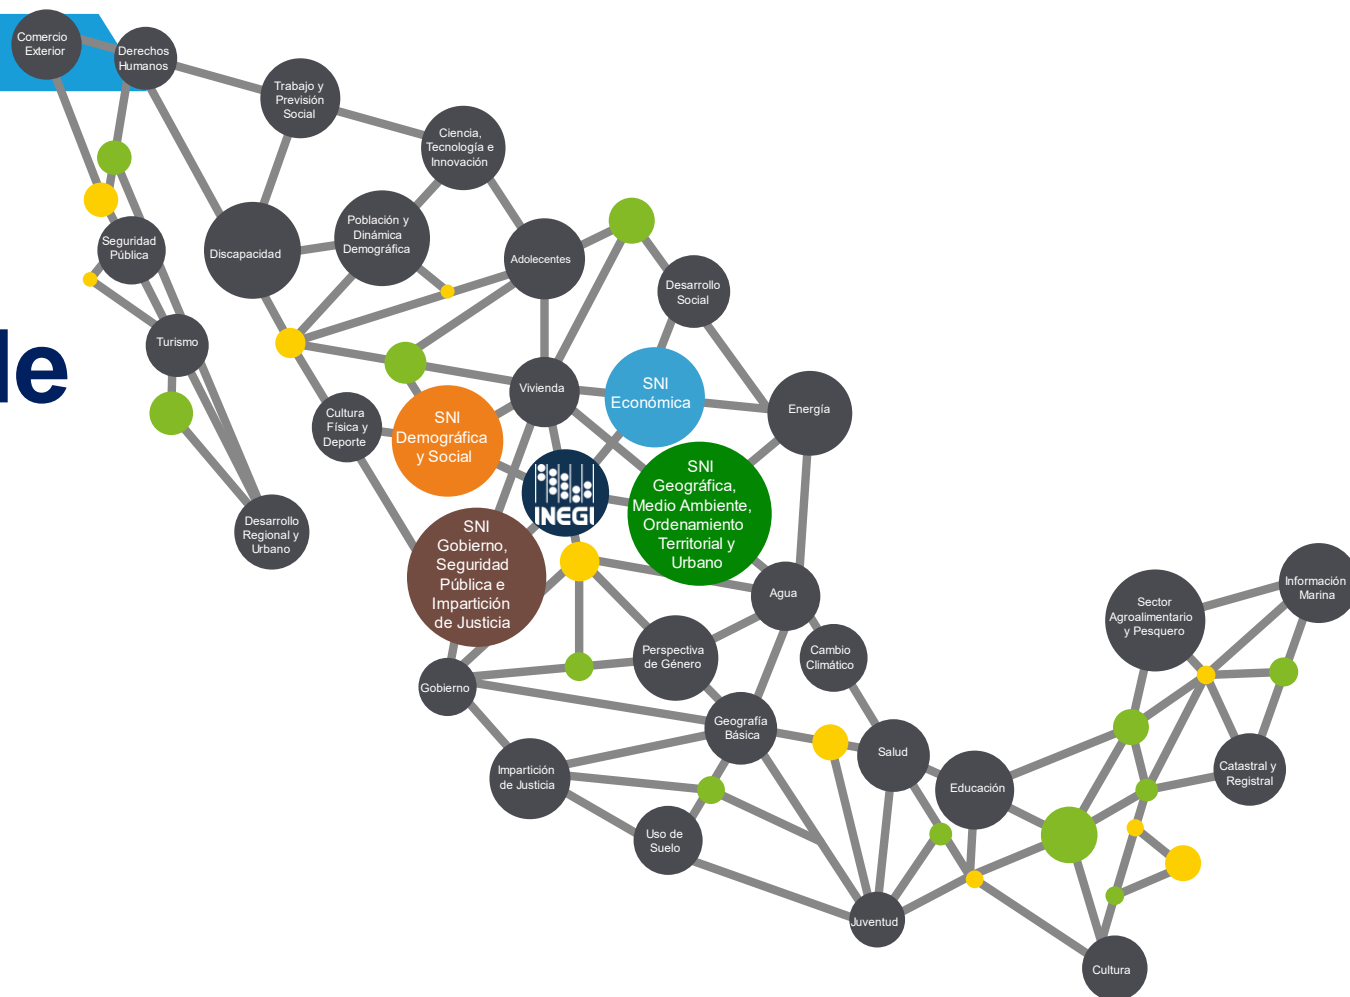 Comercio
Exterior
Derechos
Humanos
Trabajo y
Previsión
Social
Ciencia,
Tecnología e
Innovación
Población y
Dinámica
Demográfica
Seguridad
Pública
Discapacidad
Adolecentes
Desarrollo
Social
Turismo
de
Vivienda
SNI
Económica
Energía
Cultura
Física y
Deporte
SNI
Demográfica
y Social
INEGI
SNI
Geográfica,
Medio Ambiente,
Ordenamiento
Territorial y
Urbano
Desarrollo
Regional y
Urbano
SNI
Gobierno,
Seguridad
Pública e
Impartición
de Justicia
Agua
Información
Marina
Sector
Agroalimentario
y Pesquero
Perspectiva
de Género
Cambio
Climático
Gobierno
Geografía
Básica
Salud
Impartición
de Justicia
Educación
Catastral y
Registral
Uso de
Suelo
Juventud
Cultura